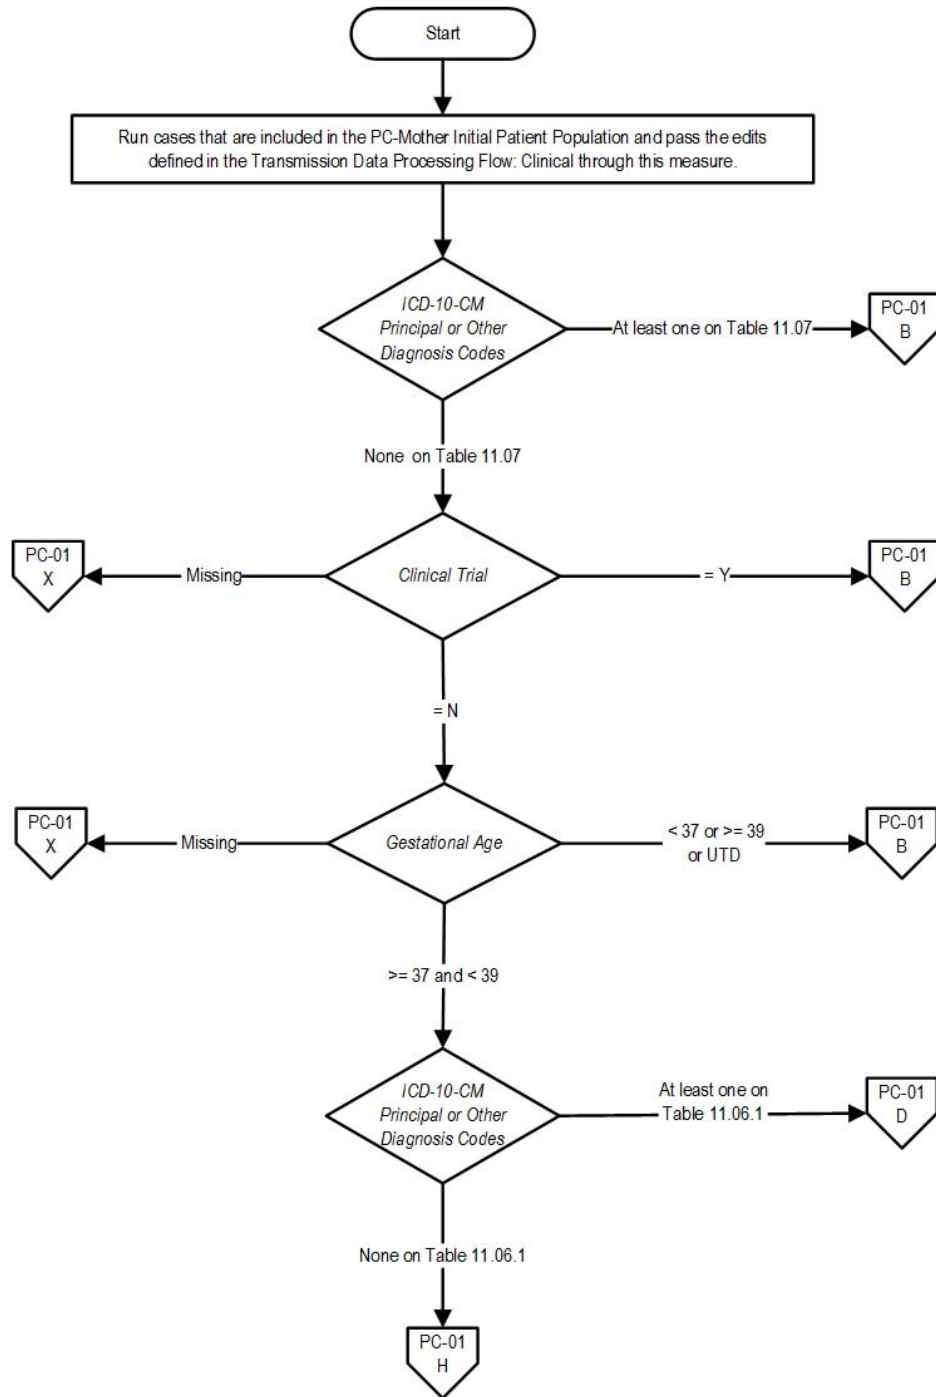 Start
Run cases that are included in the PC-Mother Initial Patient Population and pass the edits
defined in the Transmission Data Processing Flow: Clinical through this measure.
ICD-10-CM
Principal or Other
Diagnosis Codes
At least one on Table 11.07
PC-01
B
None on Table 11.07
PC-01
X
Missing
Clinical Trial
= Y
PC-01
B
= N
PC-01
X
Missing
Gestational Age
< 37 or >= 39
or UTD
PC-01
B
>= 37 and < 39
ICD-10-CM
Principal or Other
Diagnosis Codes
At least one on
Table 11.06.1
PC-01
D
None on Table 11.06.1
PC-01
H